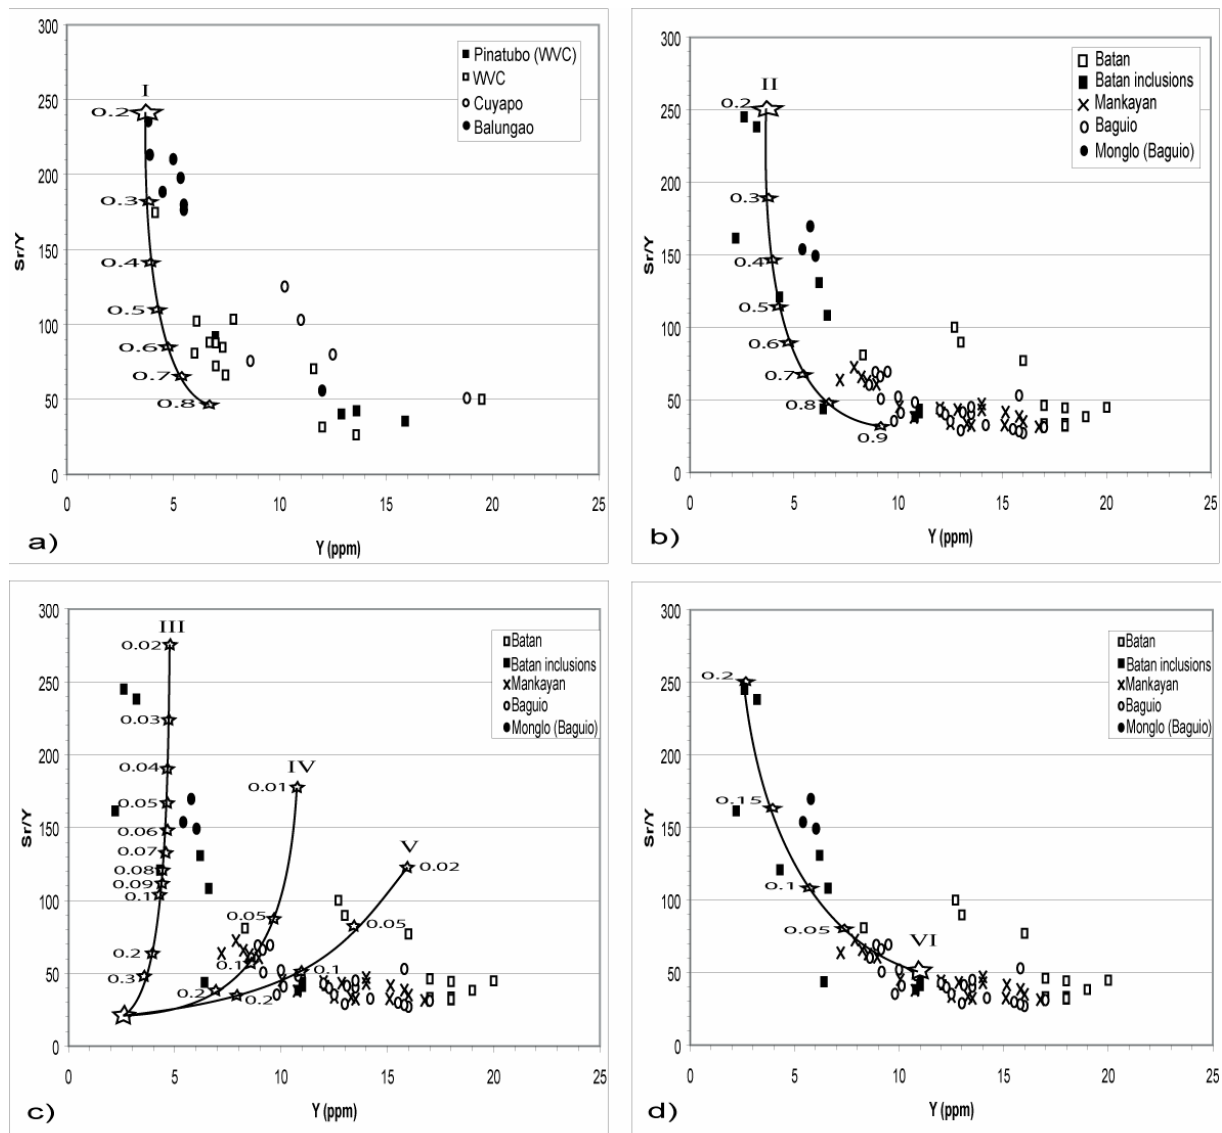 300
250
200
150
100
50
0
Sr/Y
0 5 10 15 20 25
Y (ppm)
a)
Pinatubo (WVC)
WVC
Cuyapo
Balungao
I
0.2
0.3
0.4
0.5
0.6
0.7
0.8
300
250
200
150
100
50
0
Sr/Y
0 5 10 15 20 25
Y (ppm)
b)
Batan
Batan inclusions
Mankayan
Baguio
Monglo (Baguio)
II
0.2
0.3
0.4
0.5
0.6
0.7
0.8
0.9
300
250
200
150
100
50
0
Sr/Y
0 5 10 15 20 25
Y (ppm)
c)
Batan
Batan inclusions
Mankayan
Baguio
Monglo (Baguio)
III
0.02
0.03
0.04
0.05
0.06
0.07
0.08
0.09
0.1
0.2
0.3
IV
0.01
0.05
0.1
0.2
V
0.02
0.05
0.1
0.2
300
250
200
150
100
50
0
Sr/Y
0 5 10 15 20 25
Y (ppm)
d)
Batan
Batan inclusions
Mankayan
Baguio
Monglo (Baguio)
0.2
0.15
0.1
0.05
VI